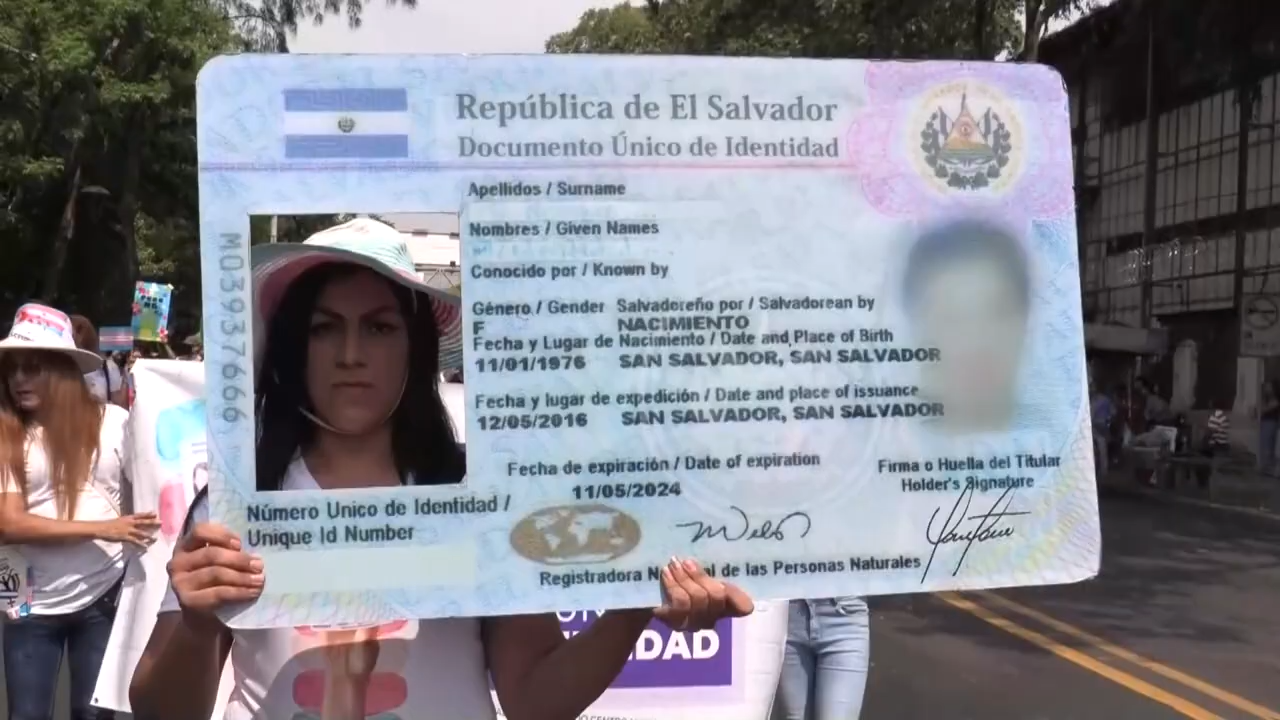 República de El Salvador
Documento Único de Identidad
Apellidos / Surname
Nombres / Given Names
Conocido por / Known by
Género / Gender Salvadoreño por / Salvadorean by
F NACIMIENTO
Fecha y Lugar de Nacimiento / Date and Place of Birth
11/01/1976 SAN SALVADOR, SAN SALVADOR
Fecha y lugar de expedición / Date and place of issuance
12/05/2016 SAN SALVADOR, SAN SALVADOR
Fecha de expiración / Date of expiration
11/05/2024
Firma o Huella del Titular
Holder's Signature
M03937666
Número Unico de Identidad /
Unique Id Number
Registradora de las Personas Naturales